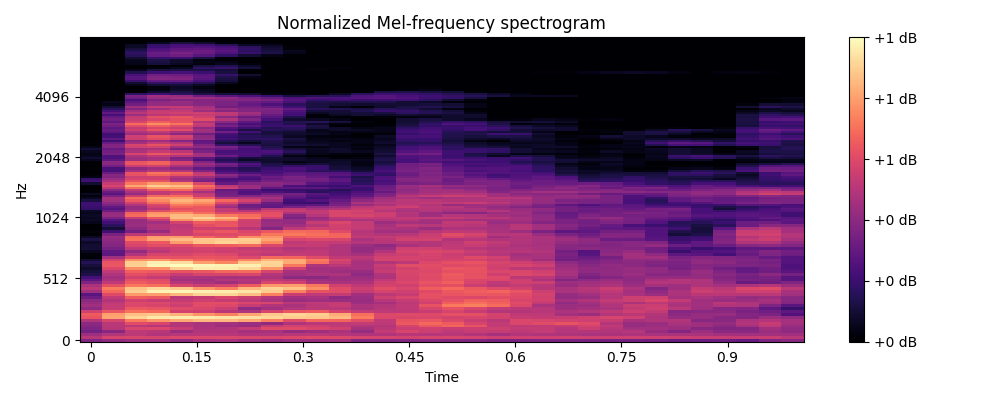 Normalized Mel-frequency spectrogram
+1 dB
4096
+1 dB
2048
+1 dB
Hz
1024
+0 dB
512
+0 dB
0
+0 dB
0
0.15
0.3
0.45
0.6
0.75
0.9
Time